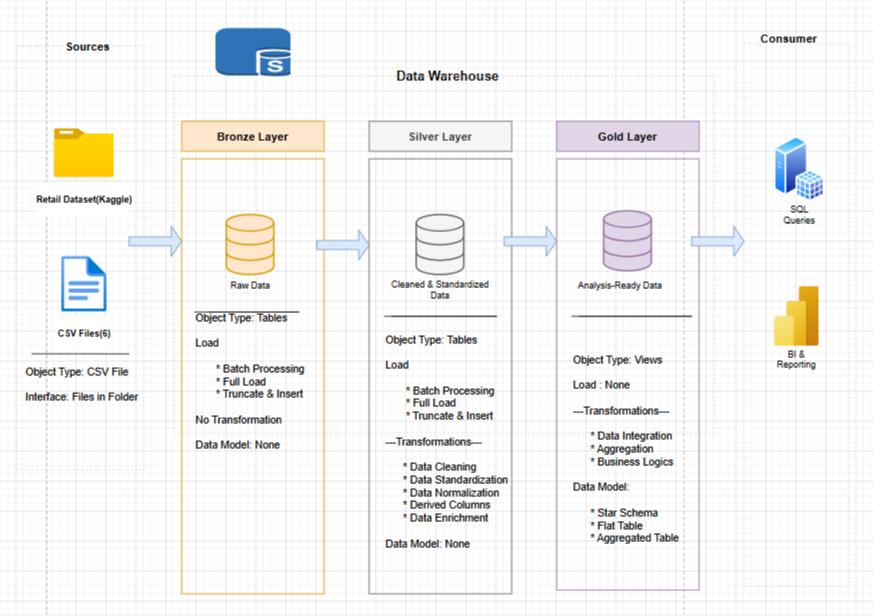 Sources
Consumer
Data Warehouse
Bronze Layer
Silver Layer
Gold Layer
Retail Dataset(Kaggle)
CSV Files(6)
Object Type: CSV File
Interface: Files in Folder
Raw Data
Object Type: Tables
Load
* Batch Processing
* Full Load
* Truncate & Insert
No Transformation
Data Model: None
Cleaned & Standardized
Data
Object Type: Tables
Load
* Batch Processing
* Full Load
* Truncate & Insert
---Transformations---
* Data Cleaning
* Data Standardization
* Data Normalization
* Derived Columns
* Data Enrichment
Data Model: None
Analysis-Ready Data
Object Type: Views
Load : None
---Transformations---
* Data Integration
* Aggregation
* Business Logics
Data Model:
* Star Schema
* Flat Table
* Aggregated Table
SQL
Queries
BI &
Reporting
S